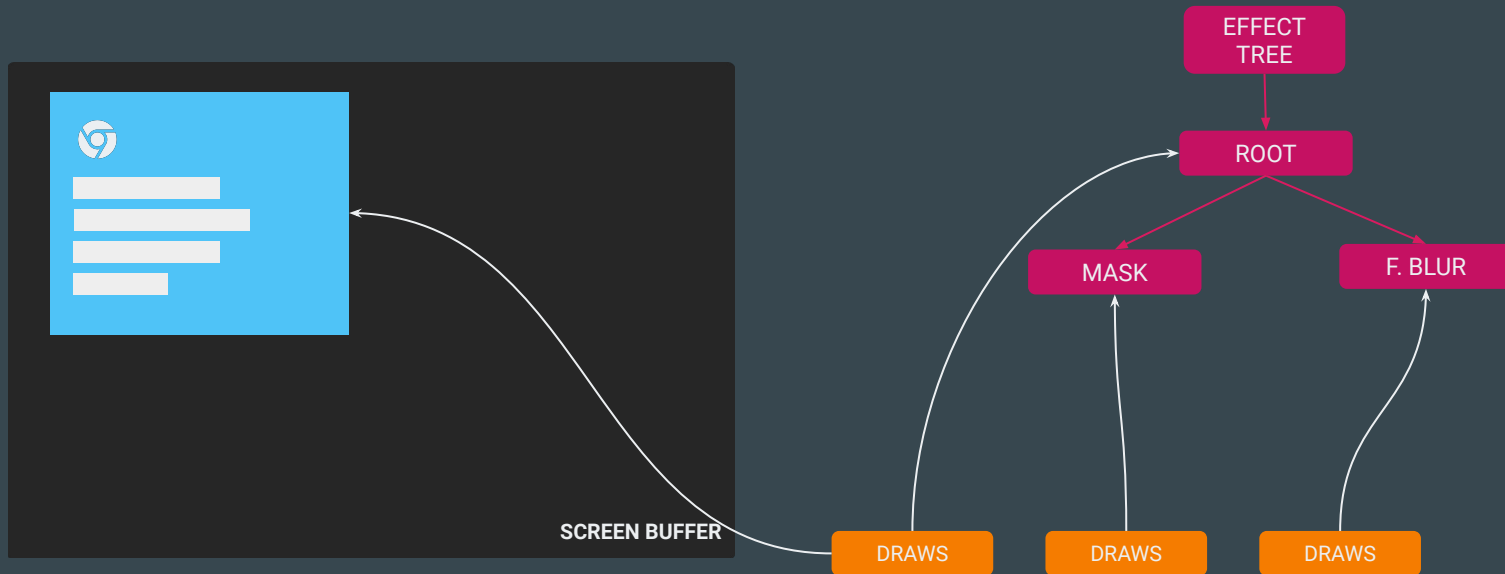 EFFECT
TREE
ROOT
MASK
F. BLUR
SCREEN BUFFER
DRAWS
DRAWS
DRAWS